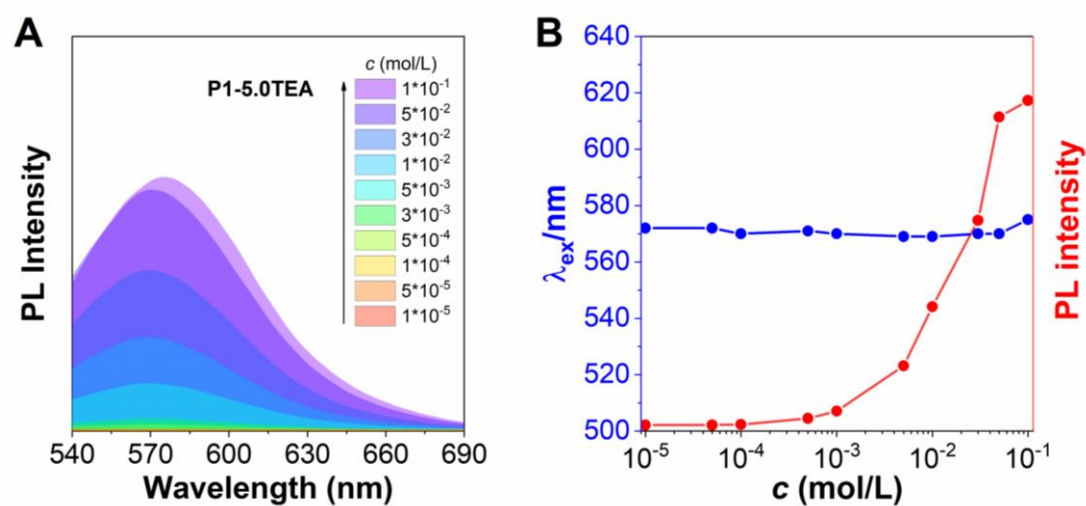 A
PL Intensity
P1-5.0TEA
c (mol/L)
1*10⁻¹
5*10⁻²
3*10⁻²
1*10⁻²
5*10⁻³
3*10⁻³
5*10⁻⁴
1*10⁻⁴
5*10⁻⁵
1*10⁻⁵
540 570 600 630 660 690
Wavelength (nm)
B
λex/nm
640
620
600
580
560
540
520
500
PL intensity
10⁻⁵ 10⁻⁴ 10⁻³ 10⁻² 10⁻¹
c (mol/L)